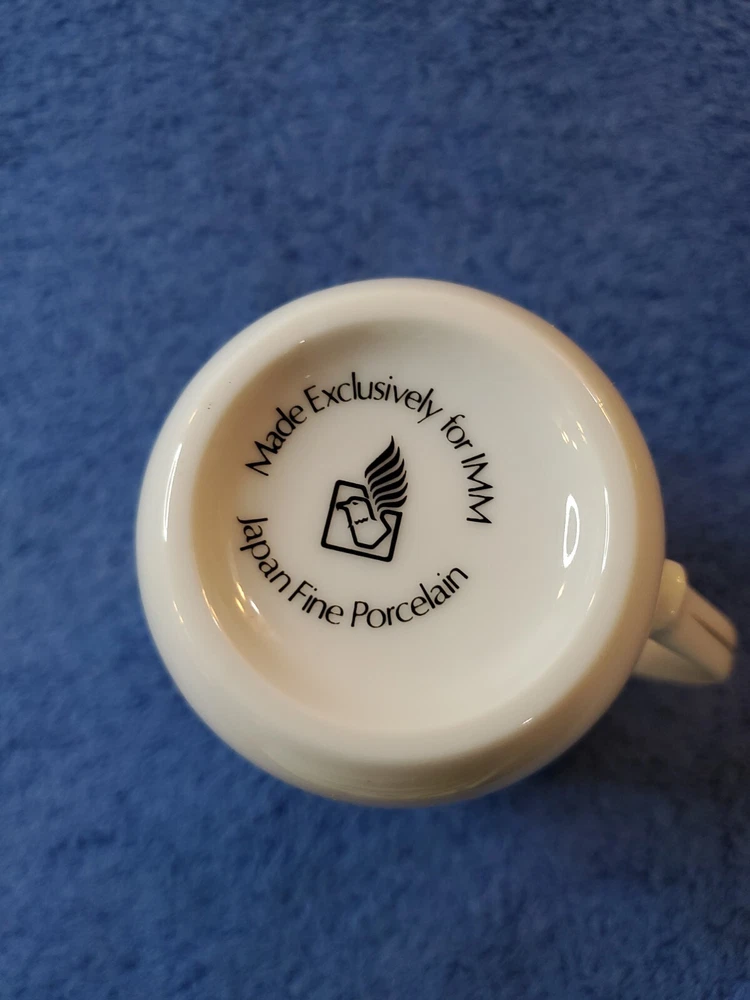 Made Exclusively for IMM
Japan Fine Porcelain